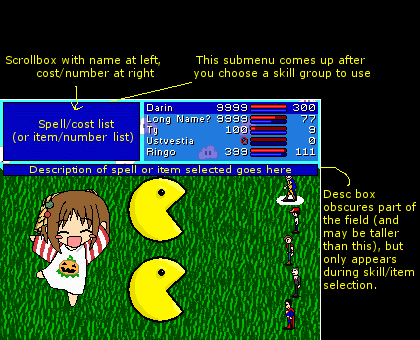 Scrollbox with name at left,
cost/number at right
This submenu comes up after
you choose a skill group to use
Spell/cost list
(or item/number list)
Darin 9999 300
Long Name? 9999 77
Ty 100 9
Ustvestia 0
Ringo 399 111
Description of spell or item selected goes here
Desc box
obscures part of
the field (and
may be taller
than this), but
only appears
during skill/item
selection.